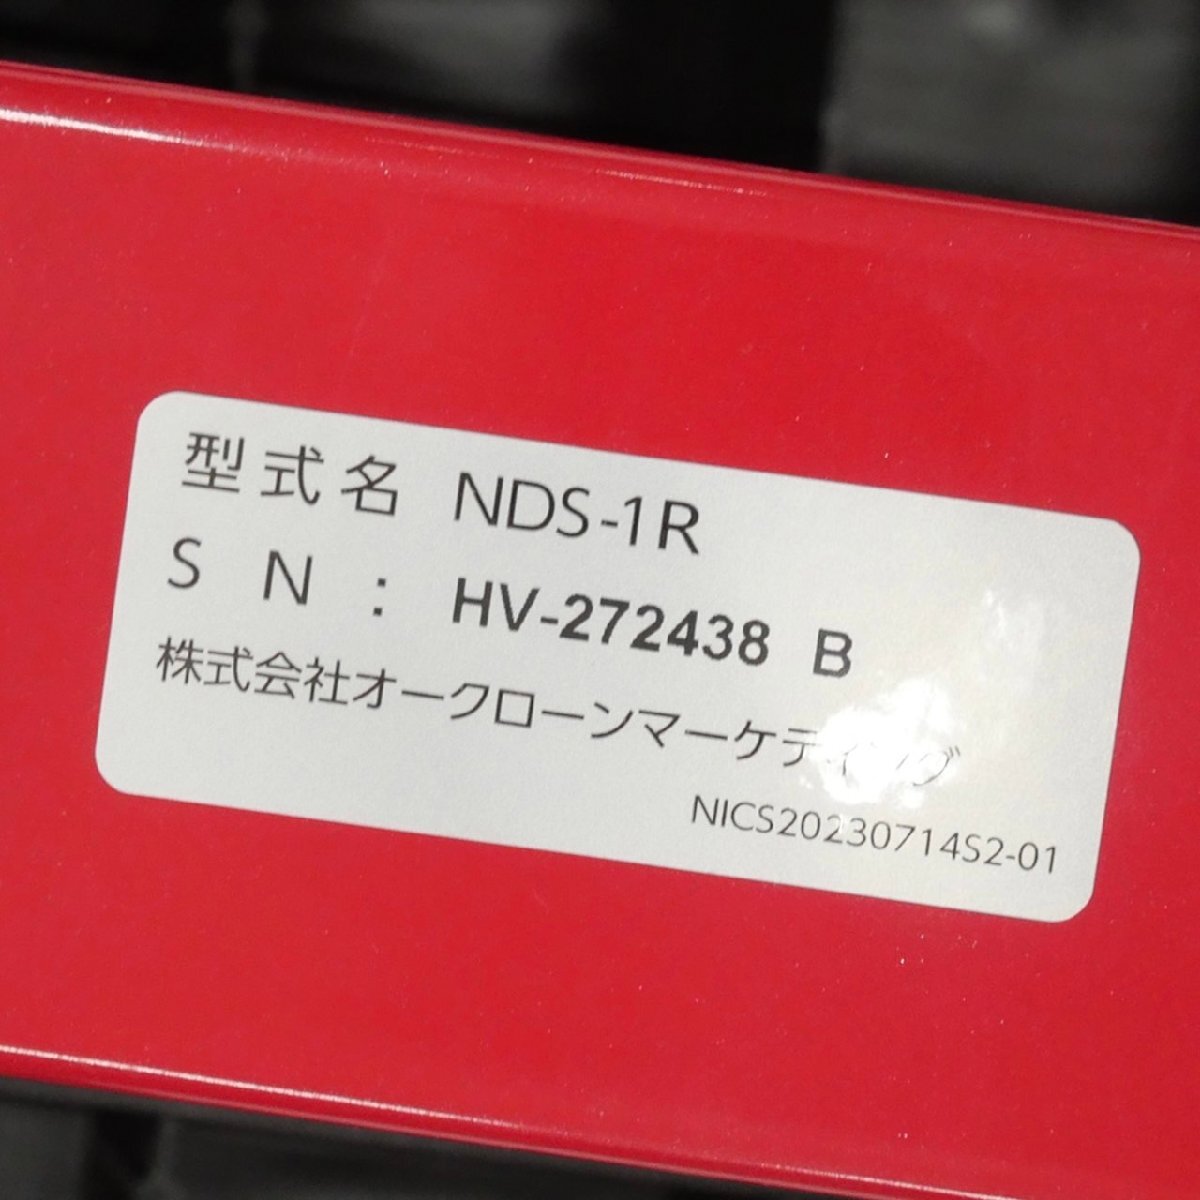 型式名 NDS-1R
SN: HV-272438 B
株式会社オークローンマーケティング
NICS20230714S2-01